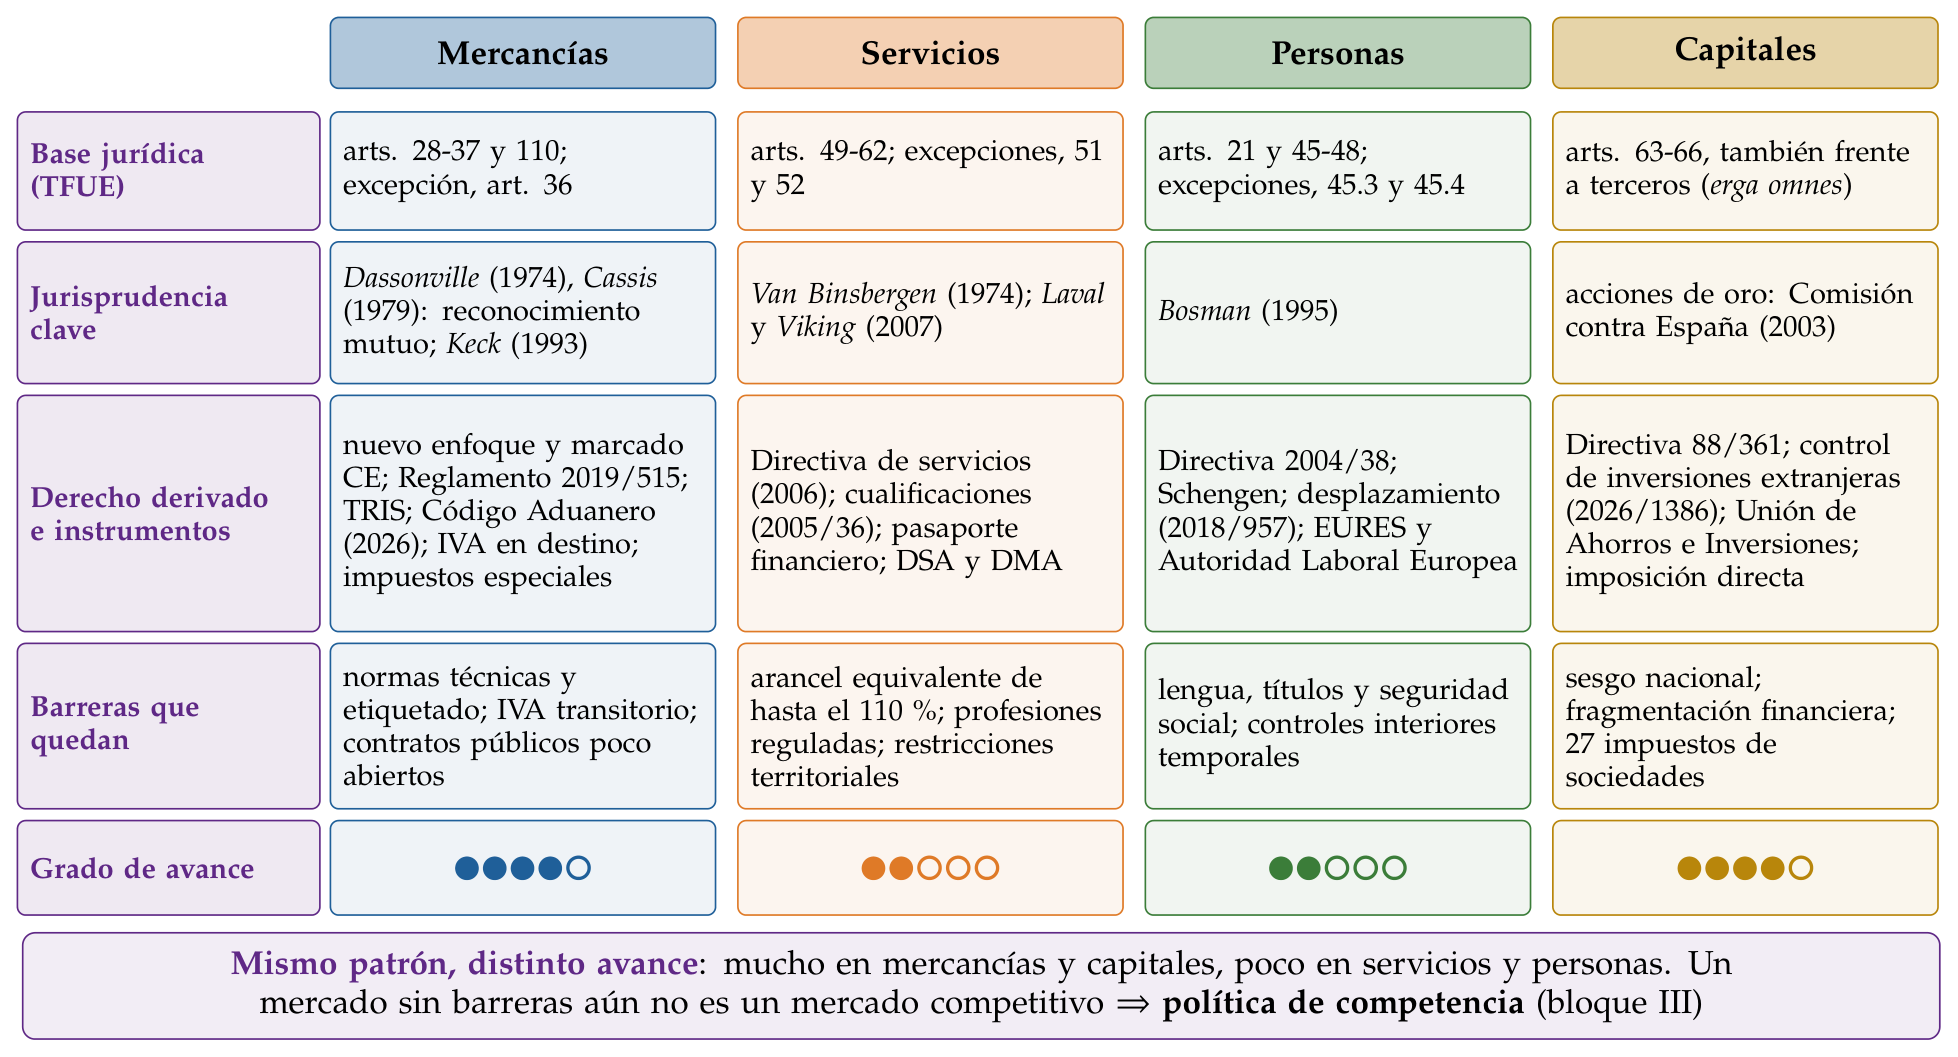 Mercancías
Servicios
Personas
Capitales
Base jurídica
(TFUE)
arts. 28-37 y 110;
excepción, art. 36
arts. 49-62; excepciones, 51
y 52
arts. 21 y 45-48;
excepciones, 45.3 y 45.4
arts. 63-66, también frente
a terceros (erga omnes)
Jurisprudencia
clave
Dassonville (1974), Cassis
(1979): reconocimiento
mutuo; Keck (1993)
Van Binsbergen (1974); Laval
y Viking (2007)
Bosman (1995)
acciones de oro: Comisión
contra España (2003)
Derecho derivado
e instrumentos
nuevo enfoque y marcado
CE; Reglamento 2019/515;
TRIS; Código Aduanero
(2026); IVA en destino;
impuestos especiales
Directiva de servicios
(2006); cualificaciones
(2005/36); pasaporte
financiero; DSA y DMA
Directiva 2004/38;
Schengen; desplazamiento
(2018/957); EURES y
Autoridad Laboral Europea
Directiva 88/361; control
de inversiones extranjeras
(2026/1386); Unión de
Ahorros e Inversiones;
imposición directa
Barreras que
quedan
normas técnicas y
etiquetado; IVA transitorio;
contratos públicos poco
abiertos
arancel equivalente de
hasta el 110 %; profesiones
reguladas; restricciones
territoriales
lengua, títulos y seguridad
social; controles interiores
temporales
sesgo nacional;
fragmentación financiera;
27 impuestos de
sociedades
Grado de avance
Mismo patrón, distinto avance: mucho en mercancías y capitales, poco en servicios y personas. Un
mercado sin barreras aún no es un mercado competitivo ⇒ política de competencia (bloque III)